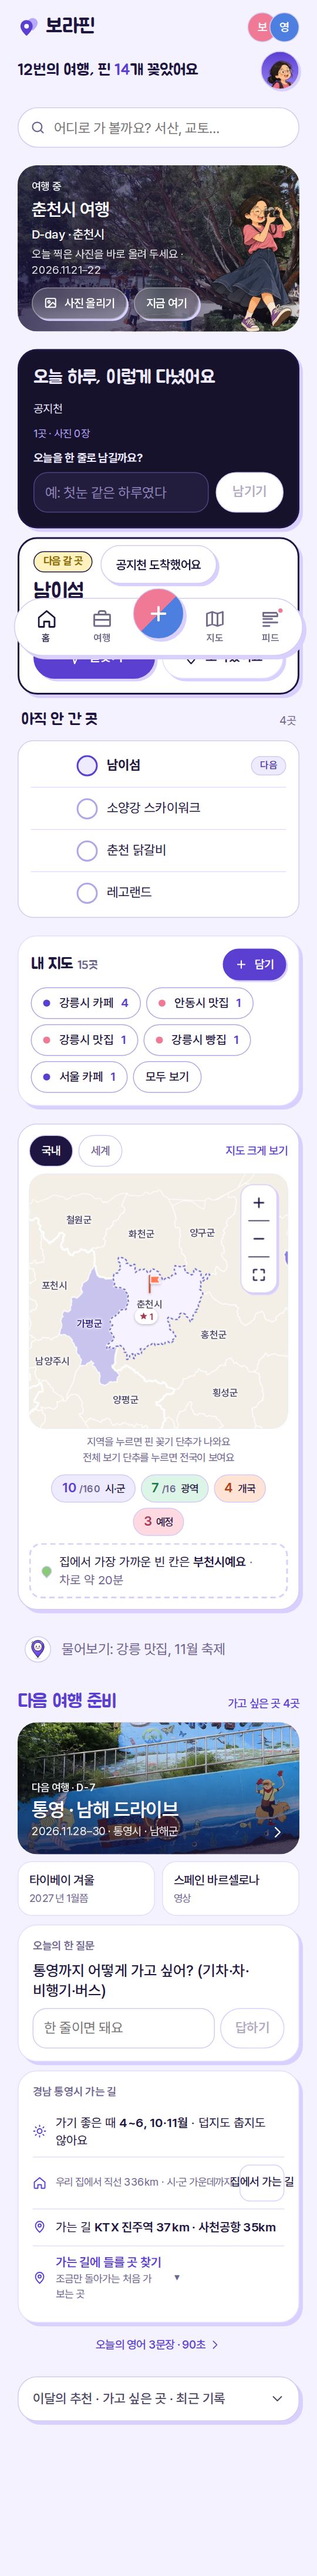 보라핀
보 영
12번의 여행, 핀 14개 꽂았어요
어디로 가 볼까요? 서산, 교토…
여행 중
춘천시 여행
D-day · 춘천시
오늘 찍은 사진을 바로 올려 두세요 ·
2026.11.21–22
사진 올리기 지금 여기
오늘 하루, 이렇게 다녔어요
공지천
1곳 · 사진 0장
오늘을 한 줄로 남길까요?
예: 첫눈 같은 하루였다 남기기
다음 갈 곳 공지천 도착했어요
남이섬
홈 여행 지도 피드
아직 안 간 곳 4곳
남이섬 다음
소양강 스카이워크
춘천 닭갈비
레고랜드
내 지도 15곳 + 담기
강릉시 카페 4 안동시 맛집 1
강릉시 맛집 1 강릉시 빵집 1
서울 카페 1 모두 보기
국내 세계 지도 크게 보기
철원군
화천군 양구군
포천시
춘천시
★ 1
가평군
홍천군
남양주시
양평군 횡성군
지역을 누르면 핀 꽂기 단추가 나와요
전체 보기 단추를 누르면 전국이 보여요
10 /160 시·군 7 /16 광역 4 개국
3 예정
집에서 가장 가까운 빈 칸은 부천시예요 ·
차로 약 20분
물어보기: 강릉 맛집, 11월 축제
다음 여행 준비 가고 싶은 곳 4곳
다음 여행 · D-7
통영 · 남해 드라이브
2026.11.28–30 · 통영시 · 남해군
타이베이 겨울
2027년 1월쯤
스페인 바르셀로나
영상
오늘의 한 질문
통영까지 어떻게 가고 싶어? (기차·차·
비행기·버스)
한 줄이면 돼요 답하기
경남 통영시 가는 길
가기 좋은 때 4~6, 10·11월 · 덥지도 춥지도
않아요
우리 집에서 직선 336km · 시·군 가운데까지 집에서 가는 길
가는 길 KTX 진주역 37km · 사천공항 35km
가는 길에 들를 곳 찾기
조금만 돌아가는 처음 가
보는 곳
▼
오늘의 영어 3문장 · 90초
이달의 추천 · 가고 싶은 곳 · 최근 기록